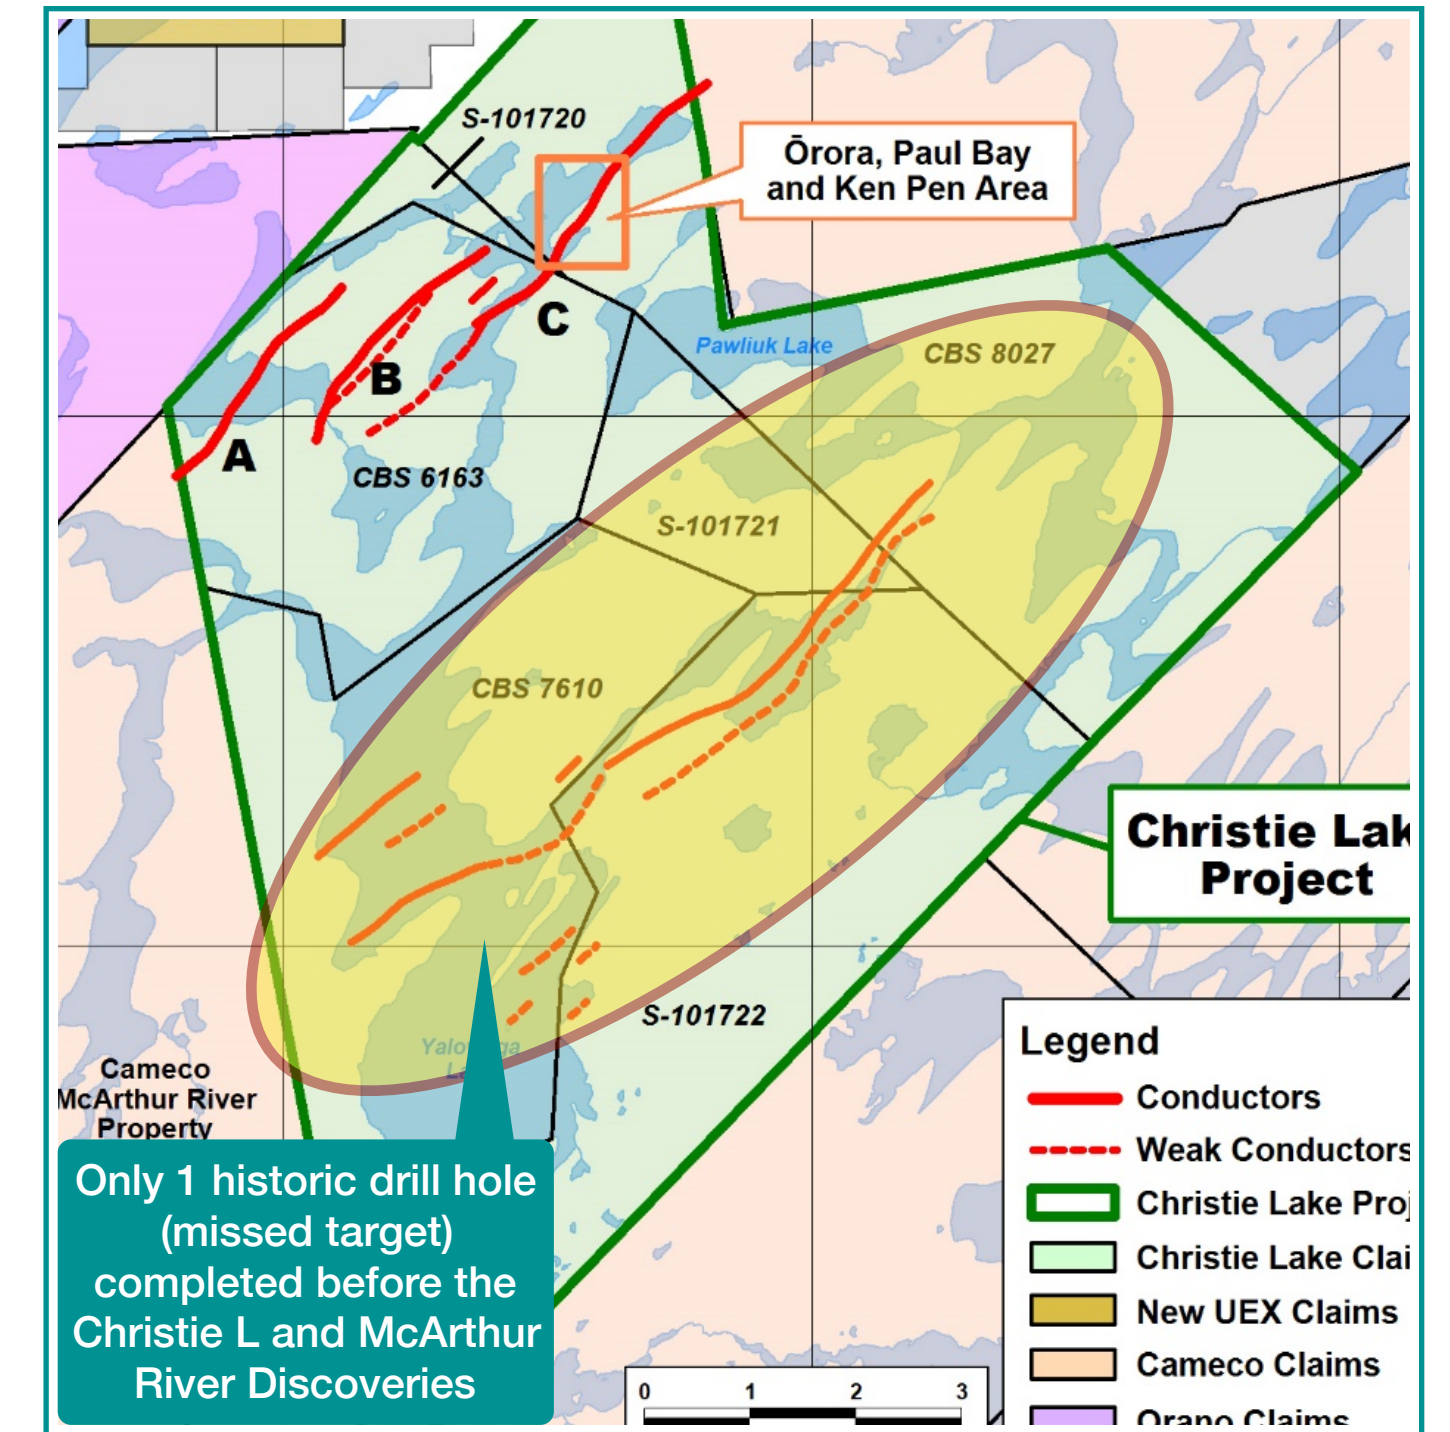 S-101720
Ōrora, Paul Bay
and Ken Pen Area
C
Pawliuk Lake
CBS 8027
B
A
CBS 6163
S-101721
CBS 7610
Christie Lak
Project
S-101722
Legend
Conductors
Weak Conductors
Christie Lake Proj
Christie Lake Clai
New UEX Claims
Cameco Claims
Orano Claims
Cameco
McArthur River
Property
Only 1 historic drill hole
(missed target)
completed before the
Christie L and McArthur
River Discoveries
0 1 2 3